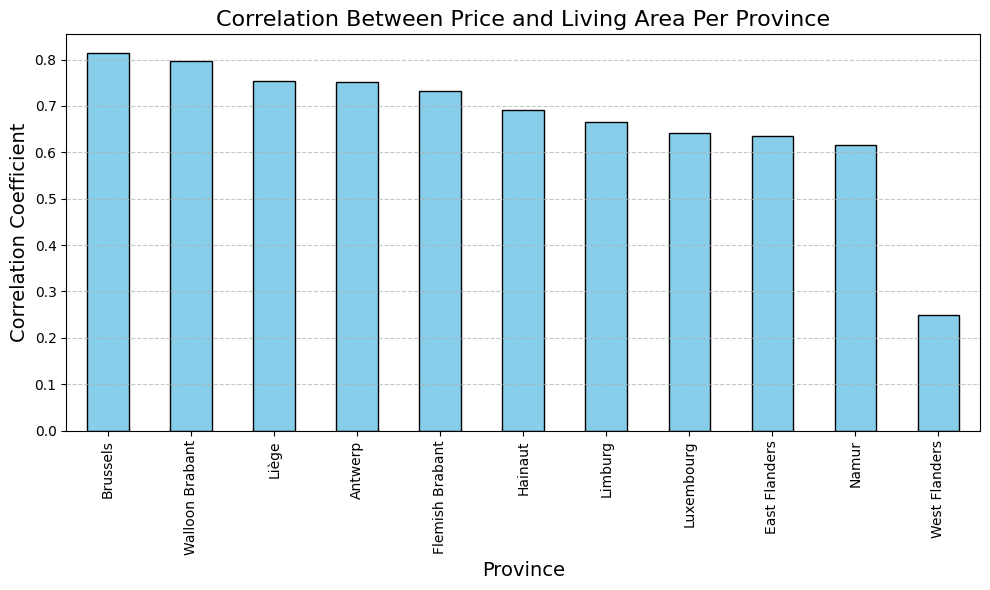 Correlation Between Price and Living Area Per Province
Correlation Coefficient
0.8
0.7
0.6
0.5
0.4
0.3
0.2
0.1
0.0
Brussels
Walloon Brabant
Liège
Antwerp
Flemish Brabant
Hainaut
Limburg
Luxembourg
East Flanders
Namur
West Flanders
Province